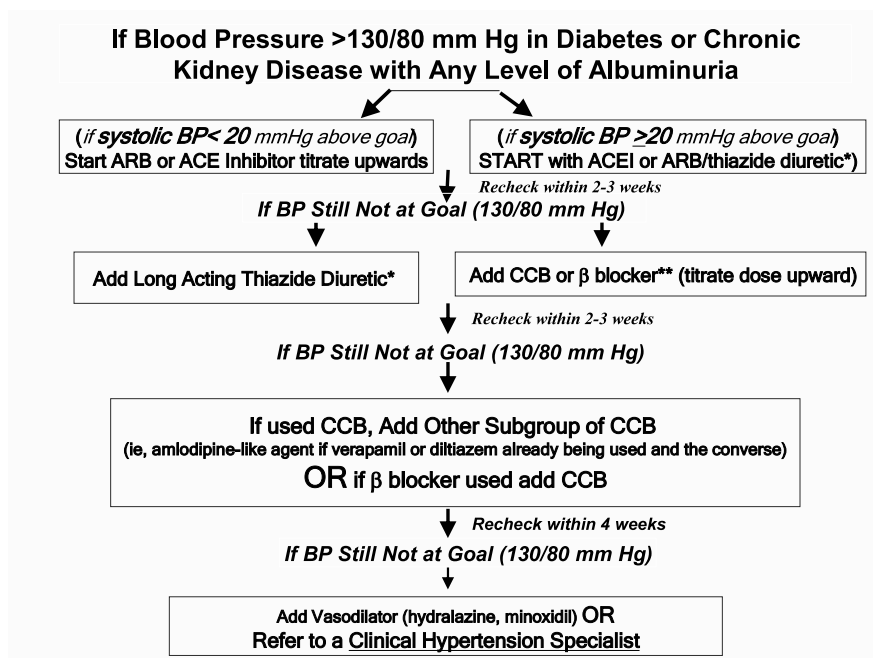 If Blood Pressure >130/80 mm Hg in Diabetes or Chronic
Kidney Disease with Any Level of Albuminuria
(if systolic BP< 20 mmHg above goal)
Start ARB or ACE Inhibitor titrate upwards
(if systolic BP ≥20 mmHg above goal)
START with ACEI or ARB/thiazide diuretic*)
Recheck within 2-3 weeks
If BP Still Not at Goal (130/80 mm Hg)
Add Long Acting Thiazide Diuretic*
Add CCB or β blocker** (titrate dose upward)
Recheck within 2-3 weeks
If BP Still Not at Goal (130/80 mm Hg)
If used CCB, Add Other Subgroup of CCB
(ie, amlodipine-like agent if verapamil or diltiazem already being used and the converse)
OR if β blocker used add CCB
Recheck within 4 weeks
If BP Still Not at Goal (130/80 mm Hg)
Add Vasodilator (hydralazine, minoxidil) OR
Refer to a Clinical Hypertension Specialist